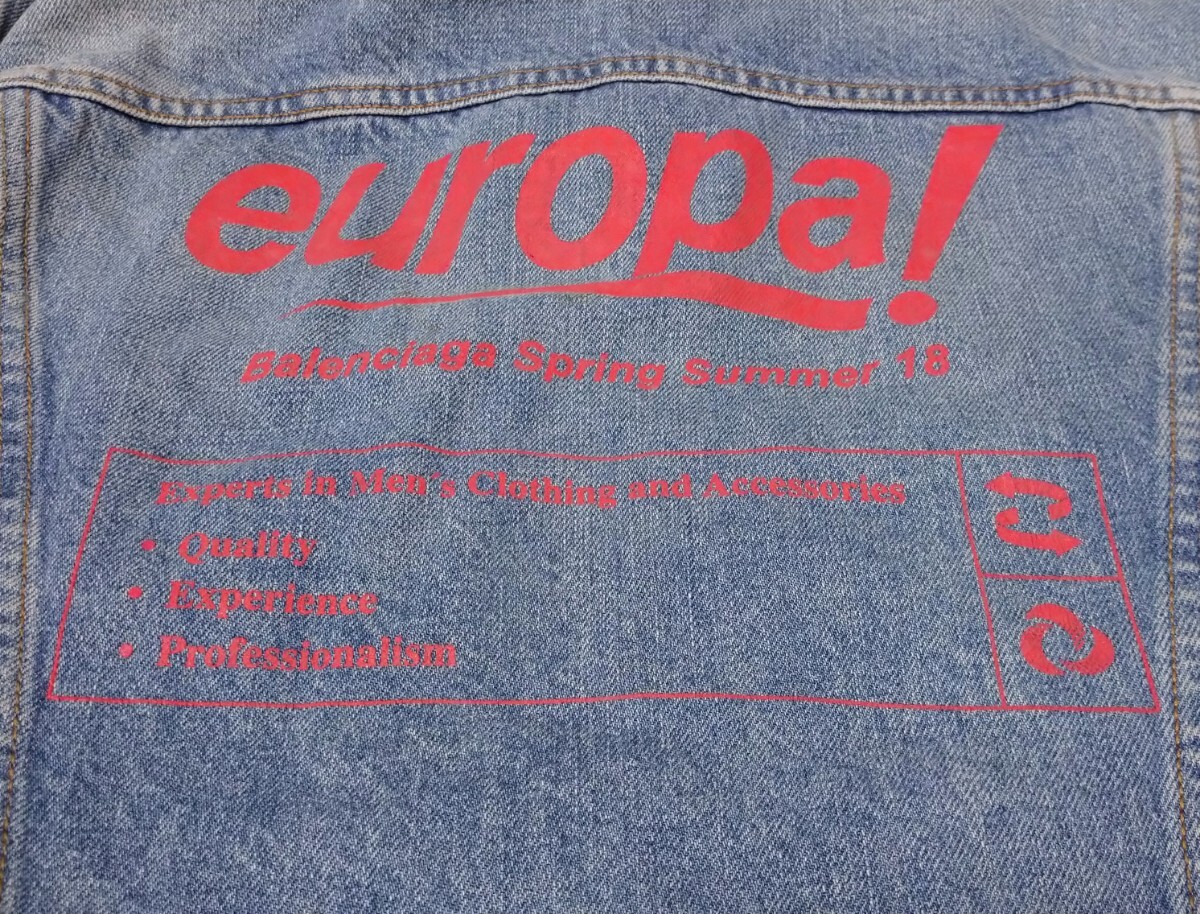 europa!
Balenciaga Spring Summer 18
Experts in Men's Clothing and Accessories
• Quality
• Experience
• Professionalism